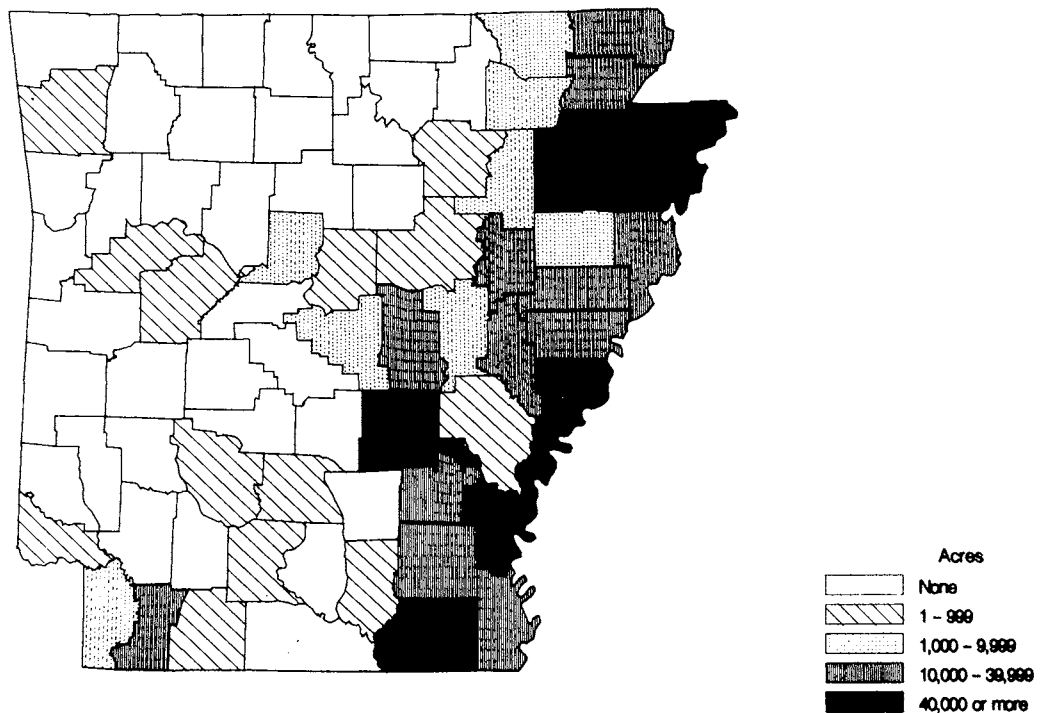 Acres
None
1 - 999
1,000 - 9,999
10,000 - 39,999
40,000 or more